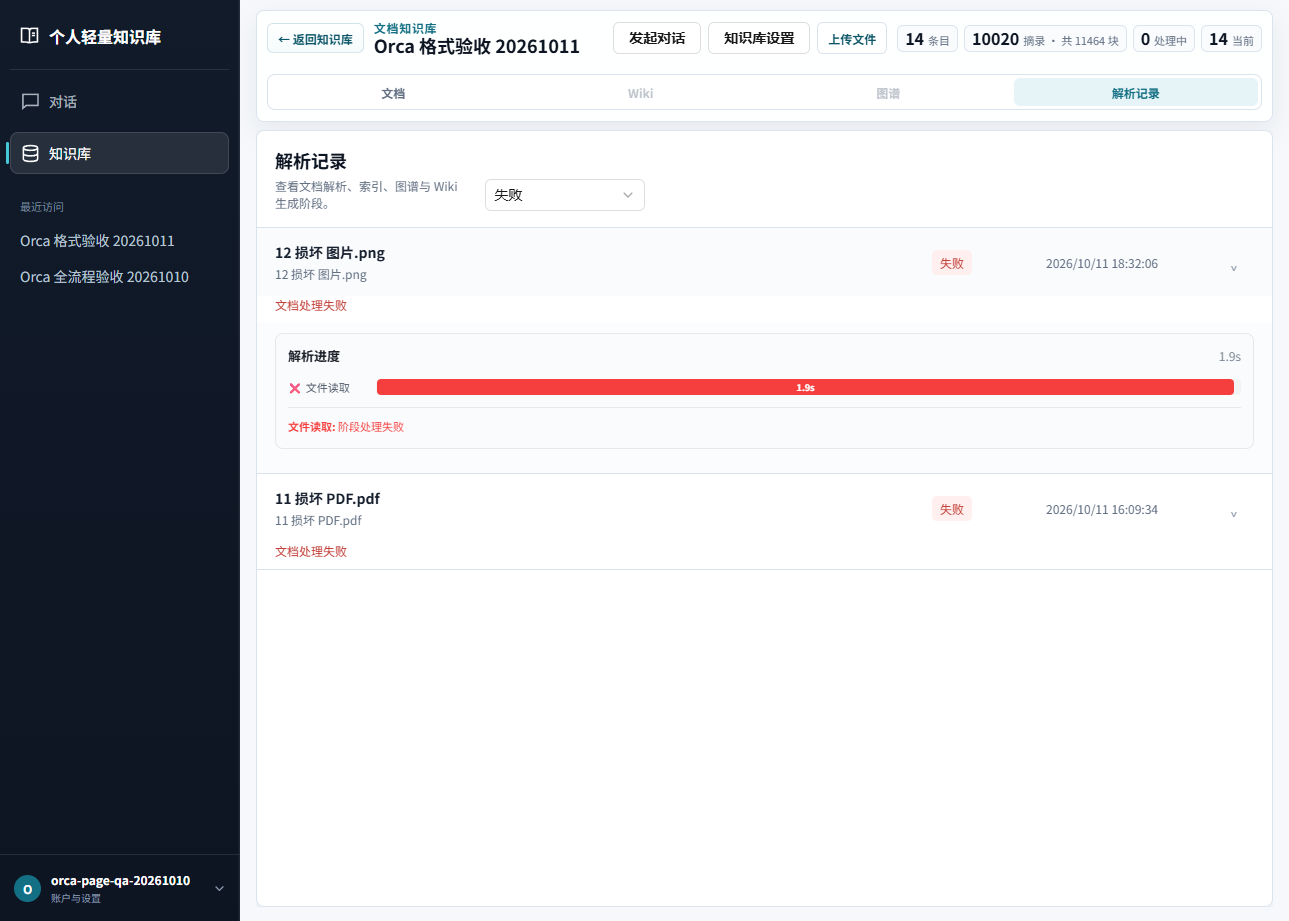 个人轻量知识库
对话
知识库
最近访问
Orca 格式验收 20261011
Orca 全流程验收 20261010
O
orca-page-qa-20261010
账户与设置
← 返回知识库
文档知识库
Orca 格式验收 20261011
发起对话
知识库设置
上传文件
14 条目
10020 摘录 · 共 11464 块
0 处理中
14 当前
文档
Wiki
图谱
解析记录
解析记录
查看文档解析、索引、图谱与 Wiki
生成阶段。
失败
12 损坏 图片.png
12 损坏 图片.png
失败
2026/10/11 18:32:06
v
文档处理失败
解析进度
1.9s
❌ 文件读取
1.9s
文件读取: 阶段处理失败
11 损坏 PDF.pdf
11 损坏 PDF.pdf
失败
2026/10/11 16:09:34
v
文档处理失败